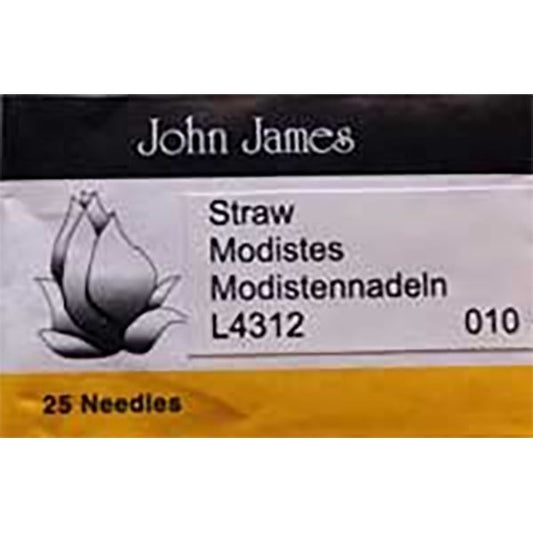 John James
Straw
Modistes
Modistennadeln
L4312 010
25 Needles